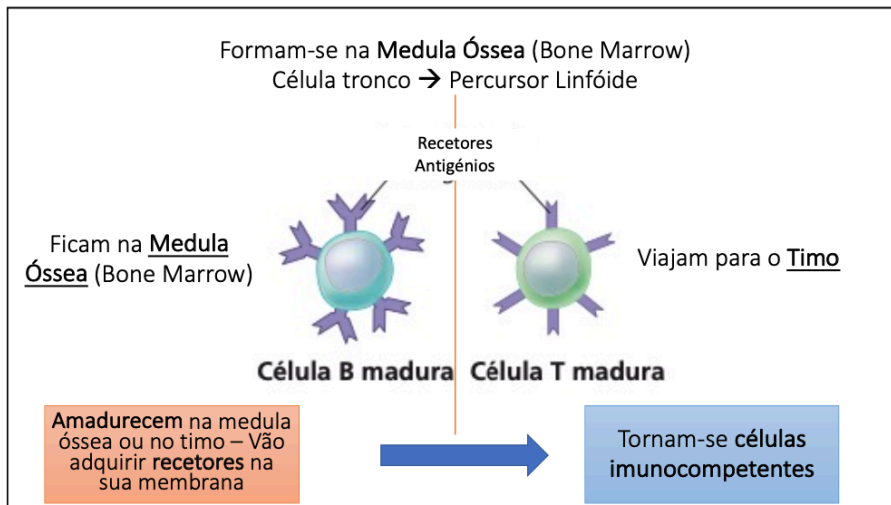 Formam-se na Medula Óssea (Bone Marrow)
Célula tronco → Percursor Linfóide
Recetores
Antigénios
Ficam na Medula
Óssea (Bone Marrow)
Viajam para o Timo
Célula B madura
Célula T madura
Amadurecem na medula
óssea ou no timo – Vão
adquirir recetores na
sua membrana
Tornam-se células
imunocompetentes